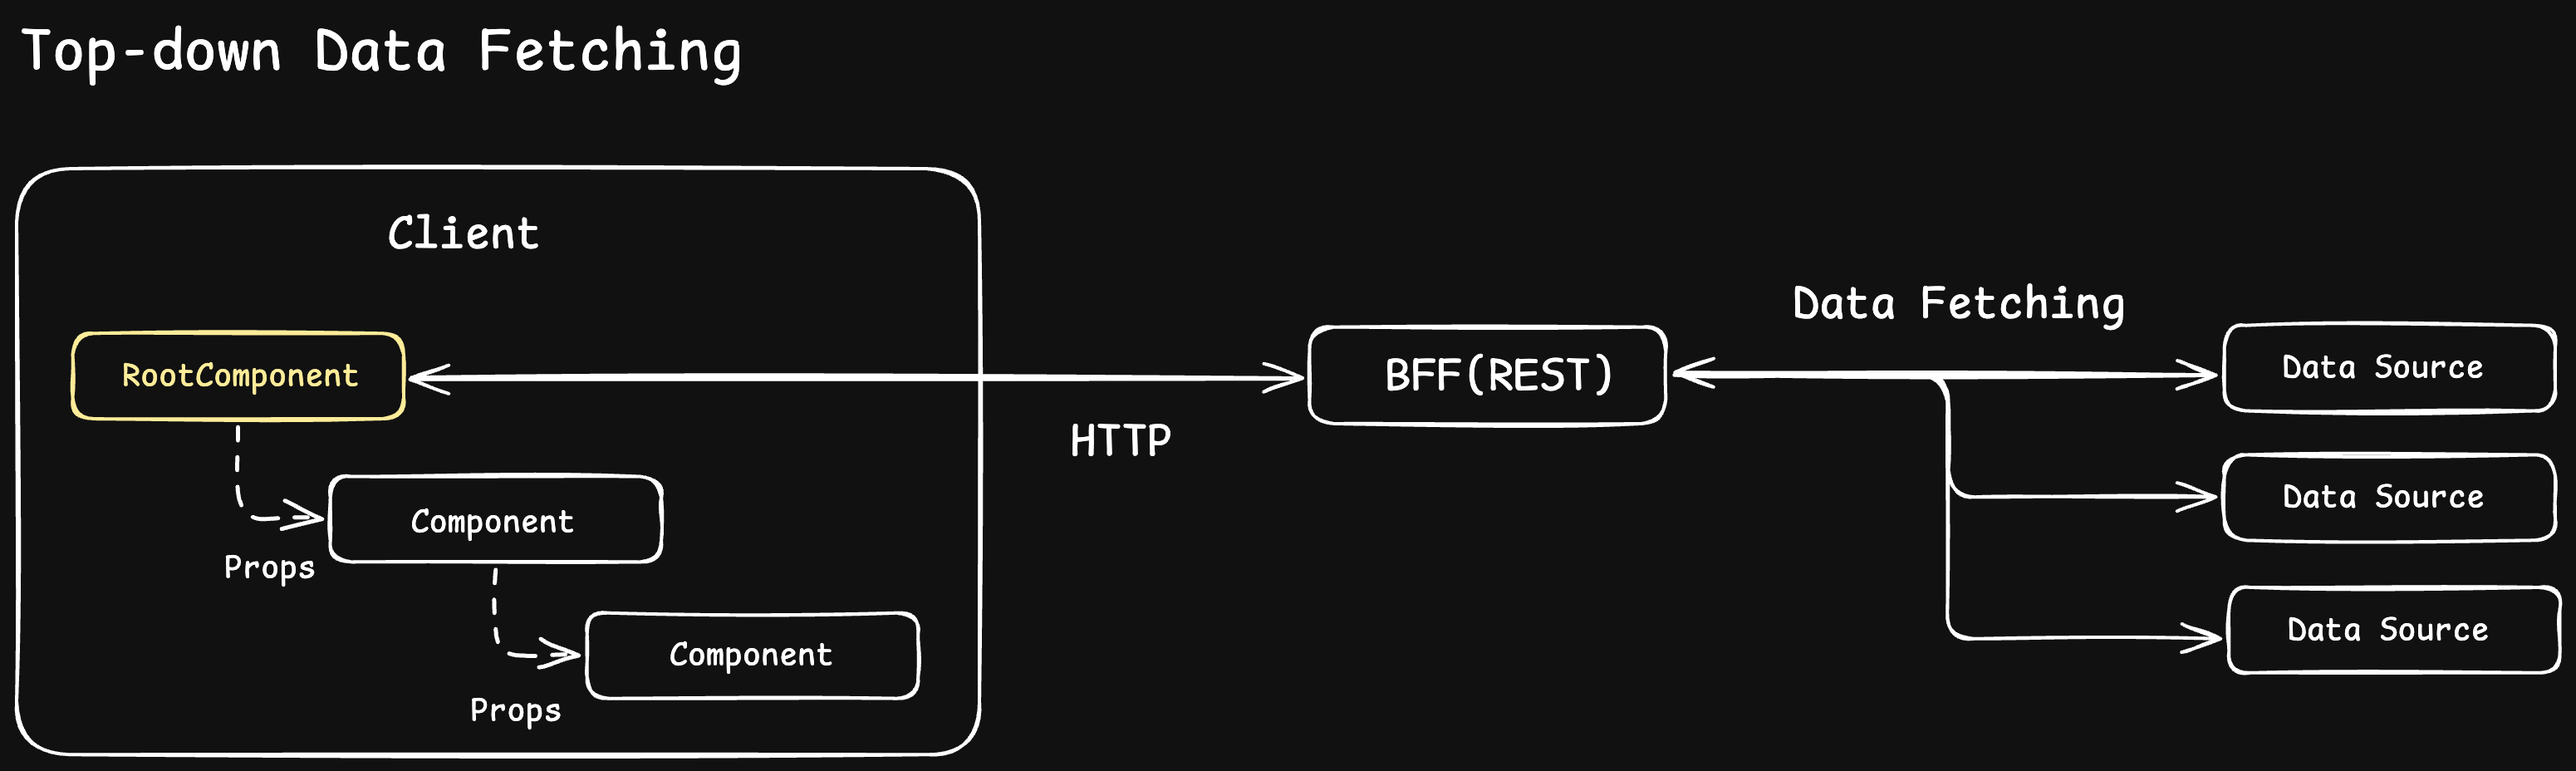 Top-down Data Fetching
Client
RootComponent
Props
Component
Props
Component
HTTP
BFF(REST)
Data Fetching
Data Source
Data Source
Data Source